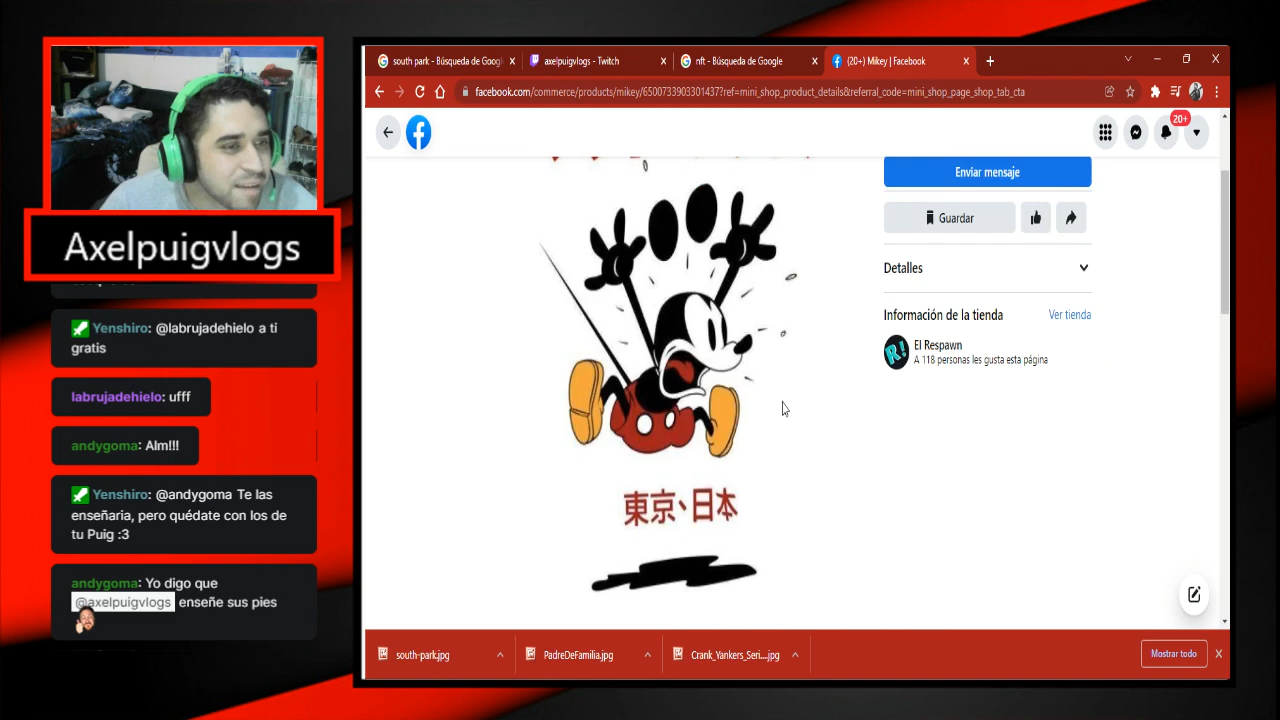 Axelpuigvlogs
Yenshiro: @labrujadehielo a ti
gratis
labrujadehielo: ufff
andygoma: Alm!!!
Yenshiro: @andygoma Te las
enseñaria, pero quédate con los de
tu Puig :3
andygoma: Yo digo que
@axelpuigvlogs enseñe sus pies
south park - Búsqueda de Googl
axelpuigvlogs - Twitch
nft - Búsqueda de Google
(20+) Mikey | Facebook
facebook.com/commerce/products/mikey/6500733903301437?ref=mini_shop_product_details&referral_code=mini_shop_page_shop_tab_cta
20+
Enviar mensaje
Guardar
Detalles
Información de la tienda
Ver tienda
R!
El Respawn
A 118 personas les gusta esta página
東京、日本
south-park.jpg
PadreDeFamilia.jpg
Crank_Yankers_Seri....jpg
Mostrar todo